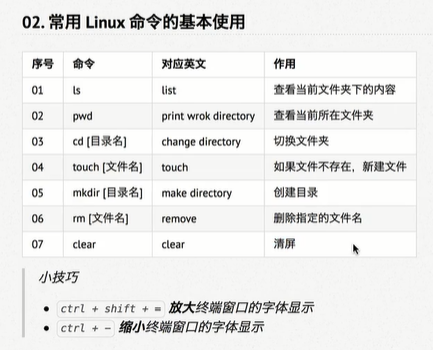 02. 常用 Linux 命令的基本使用
序号 命令 对应英文 作用
01 ls list 查看当前文件夹下的内容
02 pwd print wrok directory 查看当前所在文件夹
03 cd [目录名] change directory 切换文件夹
04 touch [文件名] touch 如果文件不存在，新建文件
05 mkdir [目录名] make directory 创建目录
06 rm [文件名] remove 删除指定的文件名
07 clear clear 清屏
小技巧
• ctrl + shift + = 放大终端窗口的字体显示
• ctrl + - 缩小终端窗口的字体显示